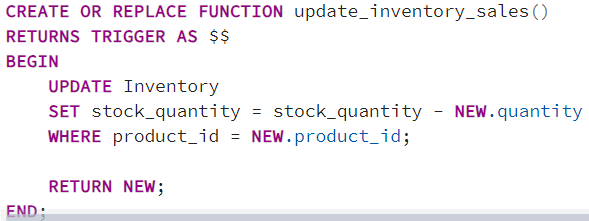 CREATE OR REPLACE FUNCTION update_inventory_sales()
RETURNS TRIGGER AS $$
BEGIN
    UPDATE Inventory
    SET stock_quantity = stock_quantity - NEW.quantity
    WHERE product_id = NEW.product_id;

    RETURN NEW;
END;